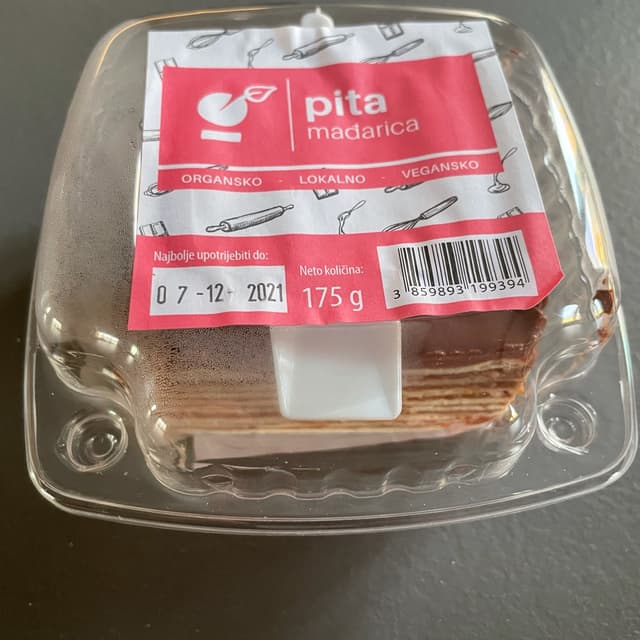 pita
mađarica
ORGANSKO - LOKALNO - VEGANSKO
Najbolje upotrijebiti do:
07-12-2021
Neto količina:
175 g
3 859893 199394